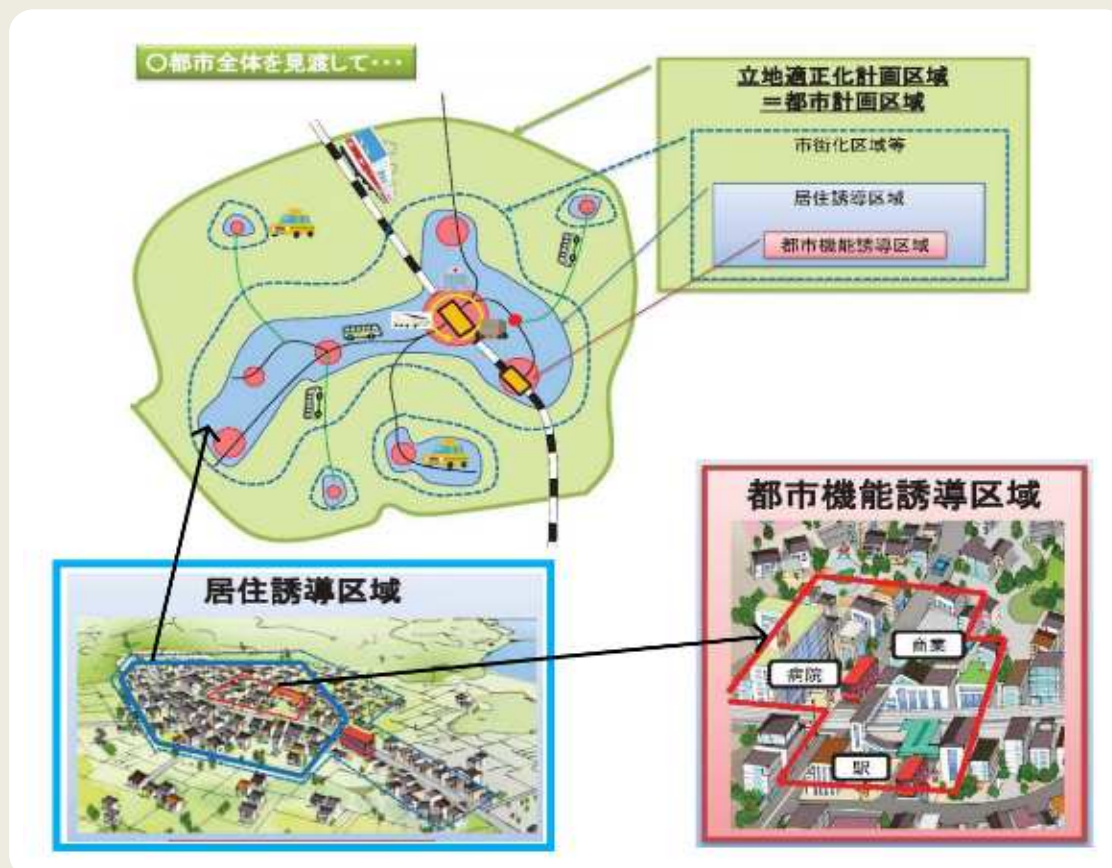 〇都市全体を見渡して・・・
立地適正化計画区域
＝都市計画区域
市街化区域等
居住誘導区域
都市機能誘導区域
居住誘導区域
都市機能誘導区域
商業
病院
駅